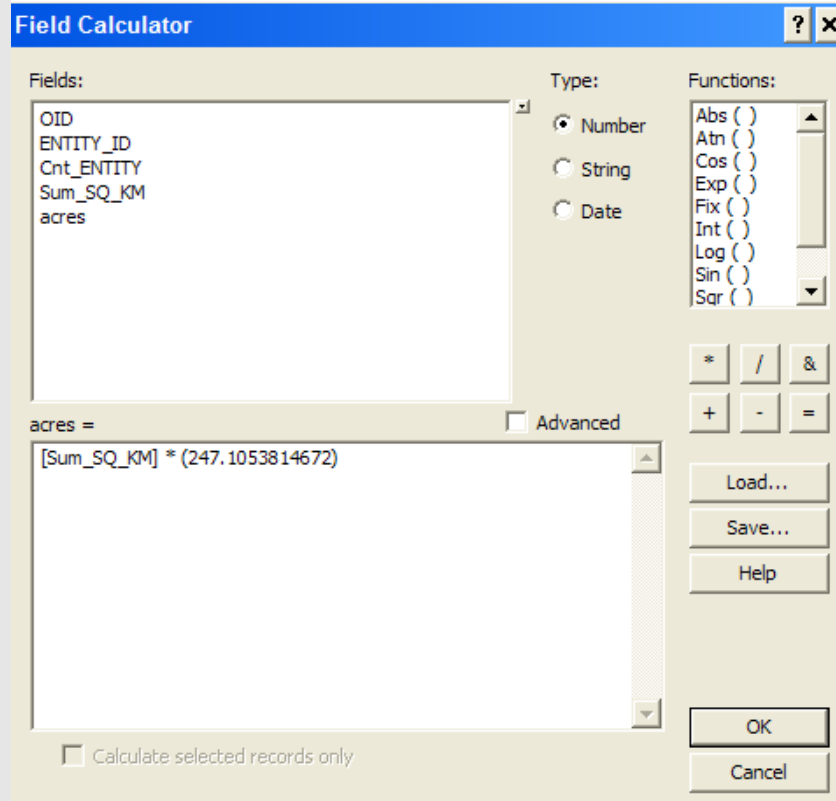 Field Calculator
?
Fields:
Type:
Functions:
OID
ENTITY_ID
Cnt_ENTITY
Sum_SQ_KM
acres
Number
String
Date
Abs ( )
Atn ( )
Cos ( )
Exp ( )
Fix ( )
Int ( )
Log ( )
Sin ( )
Sqr ( )
* / &
+ - =
acres =
Advanced
[Sum_SQ_KM] * (247.1053814672)
Load...
Save...
Help
Calculate selected records only
OK
Cancel